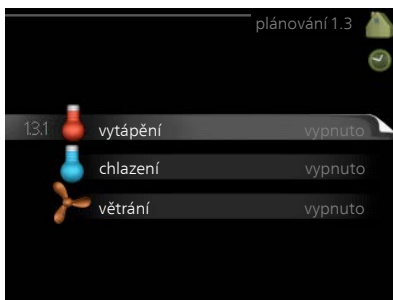 plánování 1.3
1.3.1 vytápění vypnuto
chlazení vypnuto
větrání vypnuto